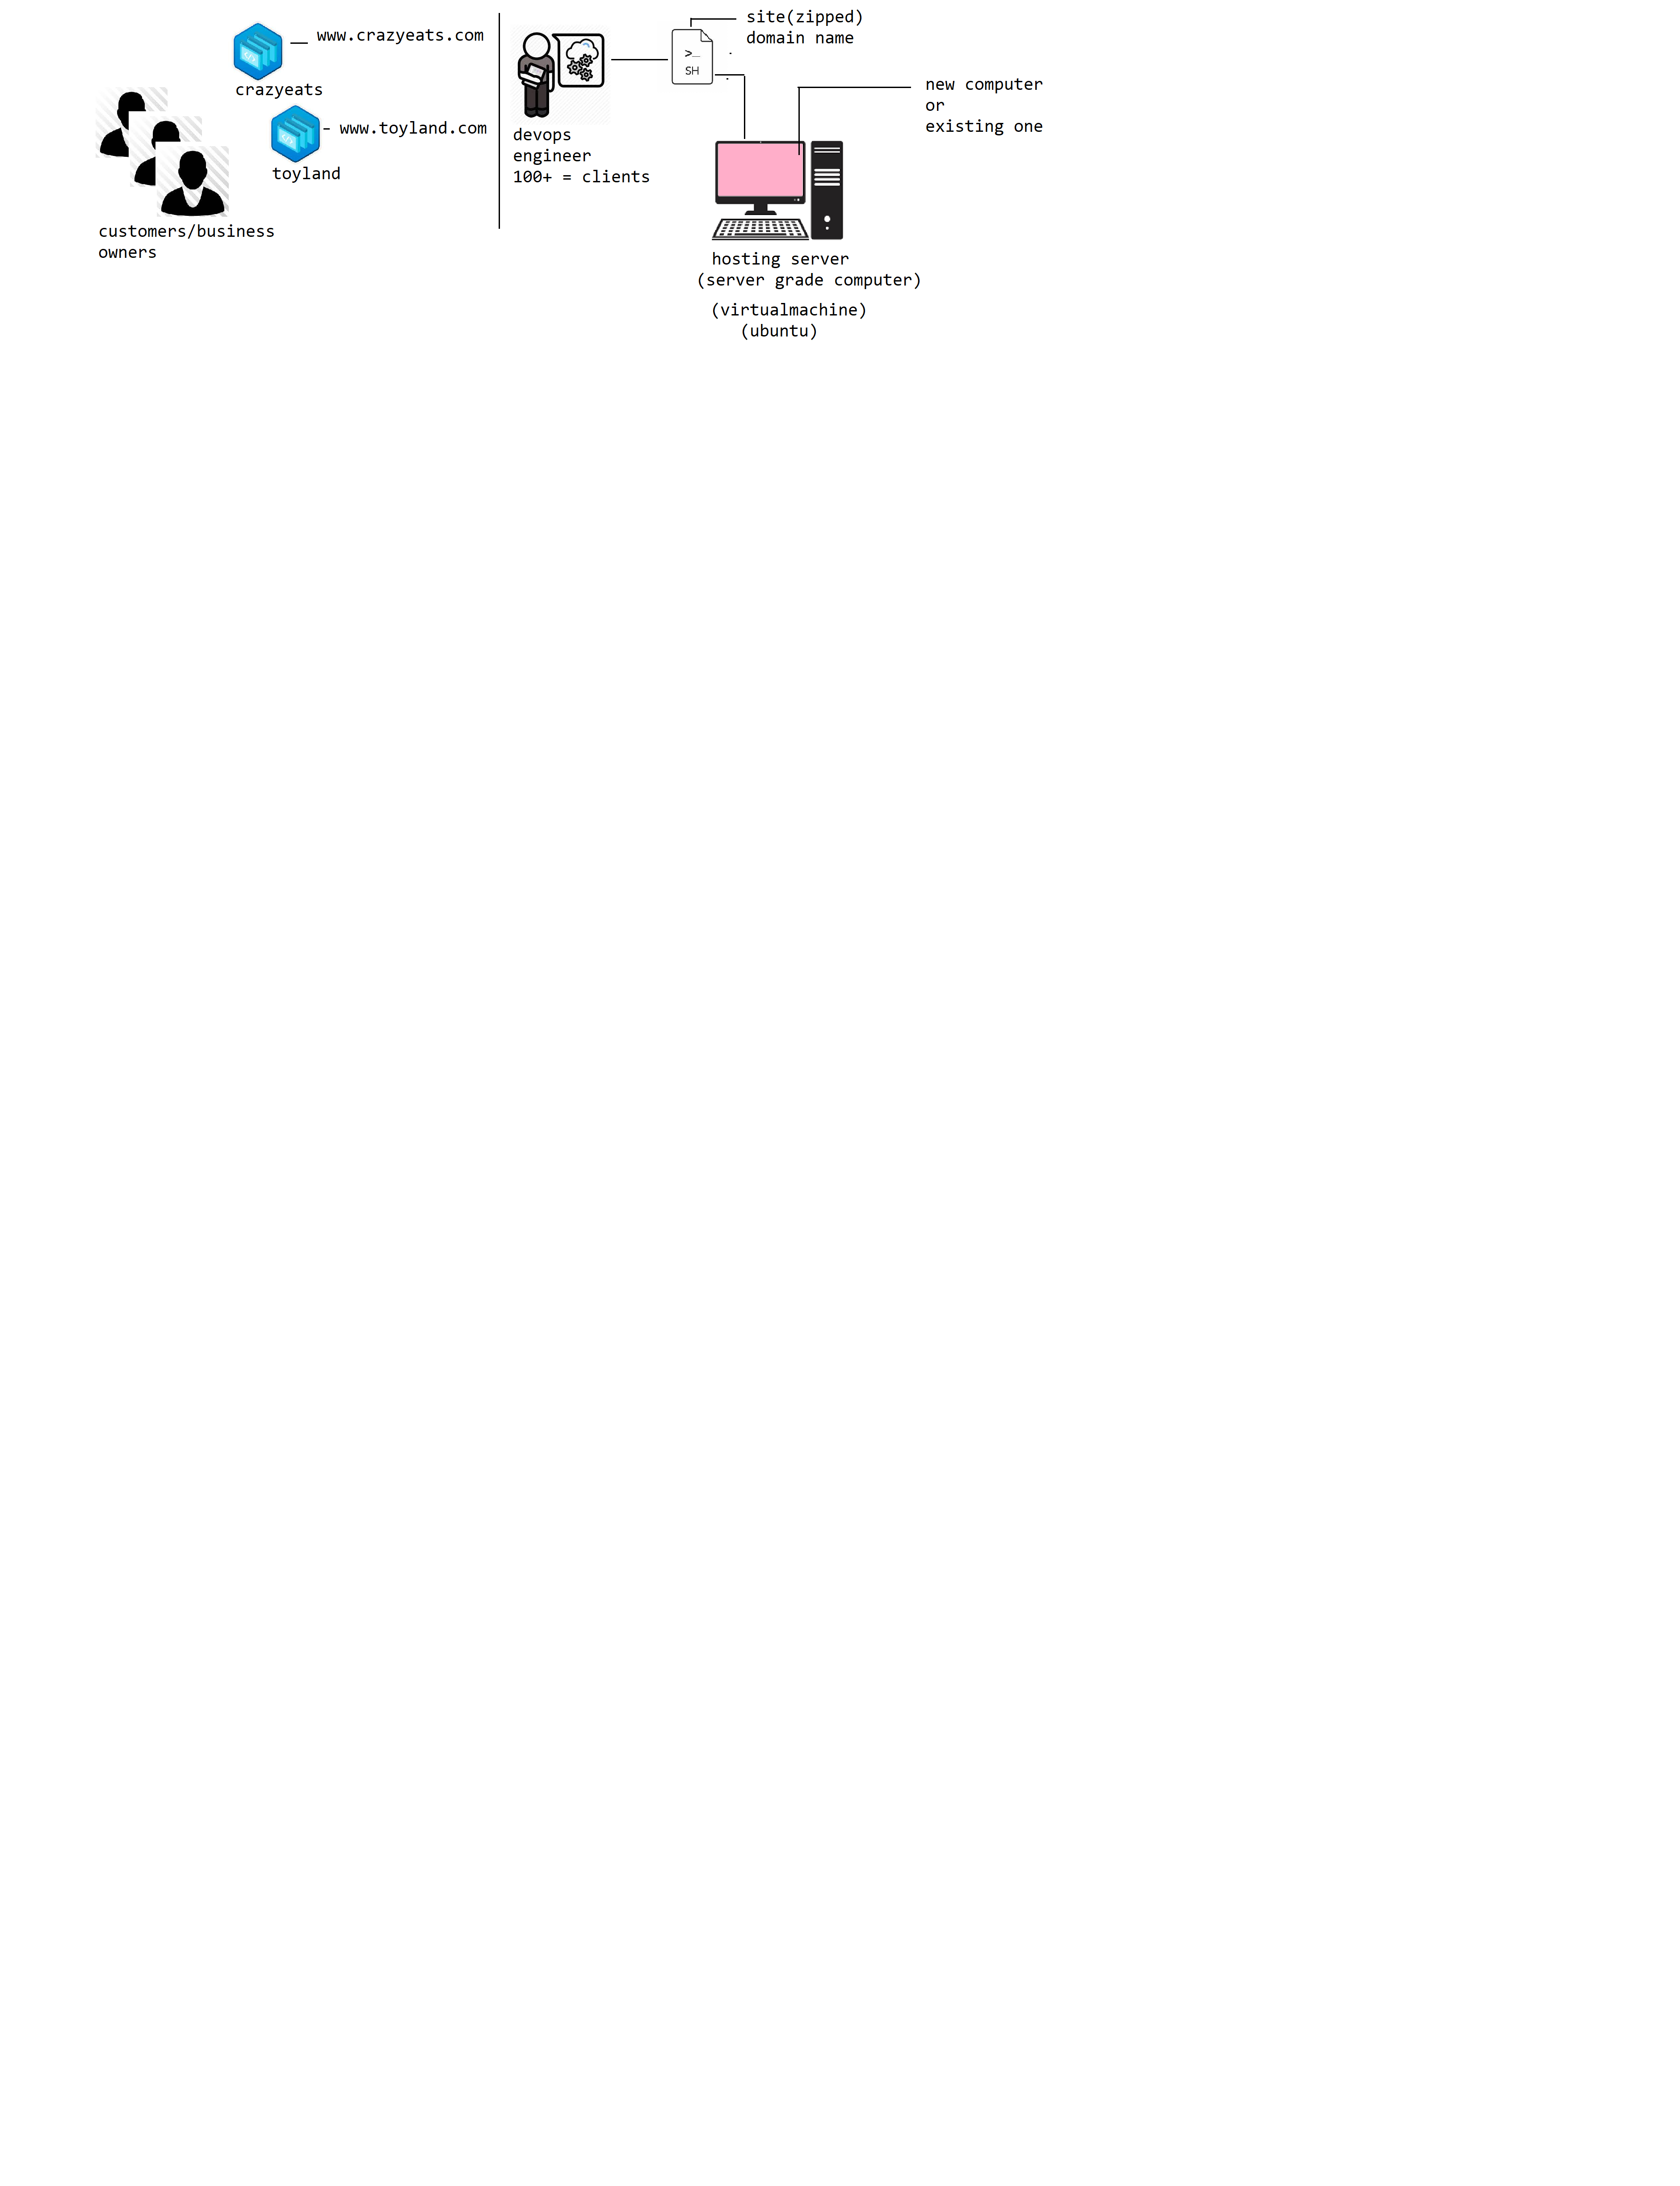 www.crazyeats.com
crazyeats
www.toyland.com
toyland
customers/business
owners
devops
engineer
100+ = clients
>_
SH
site(zipped)
domain name
new computer
or
existing one
hosting server
(server grade computer)
(virtualmachine)
(ubuntu)